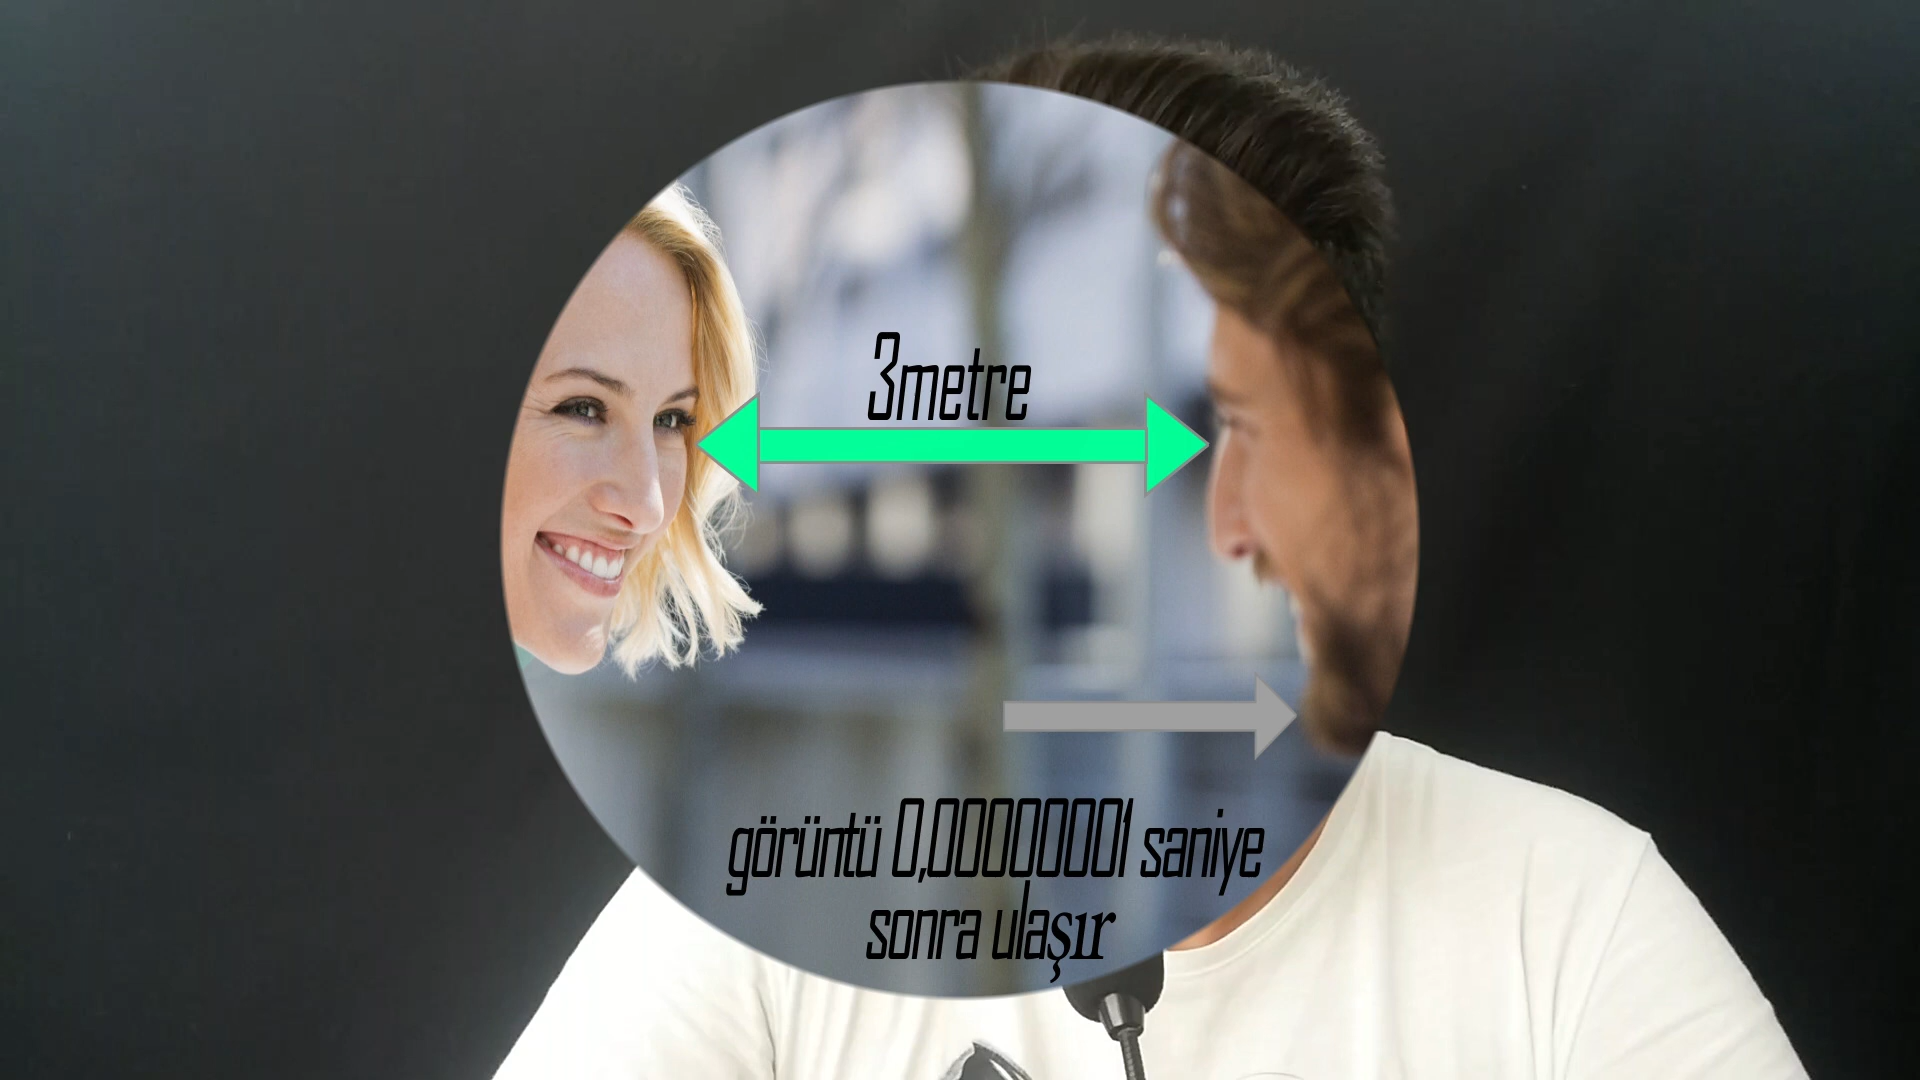 3metre
görüntü 0,00000001 saniye
sonra ulaşır